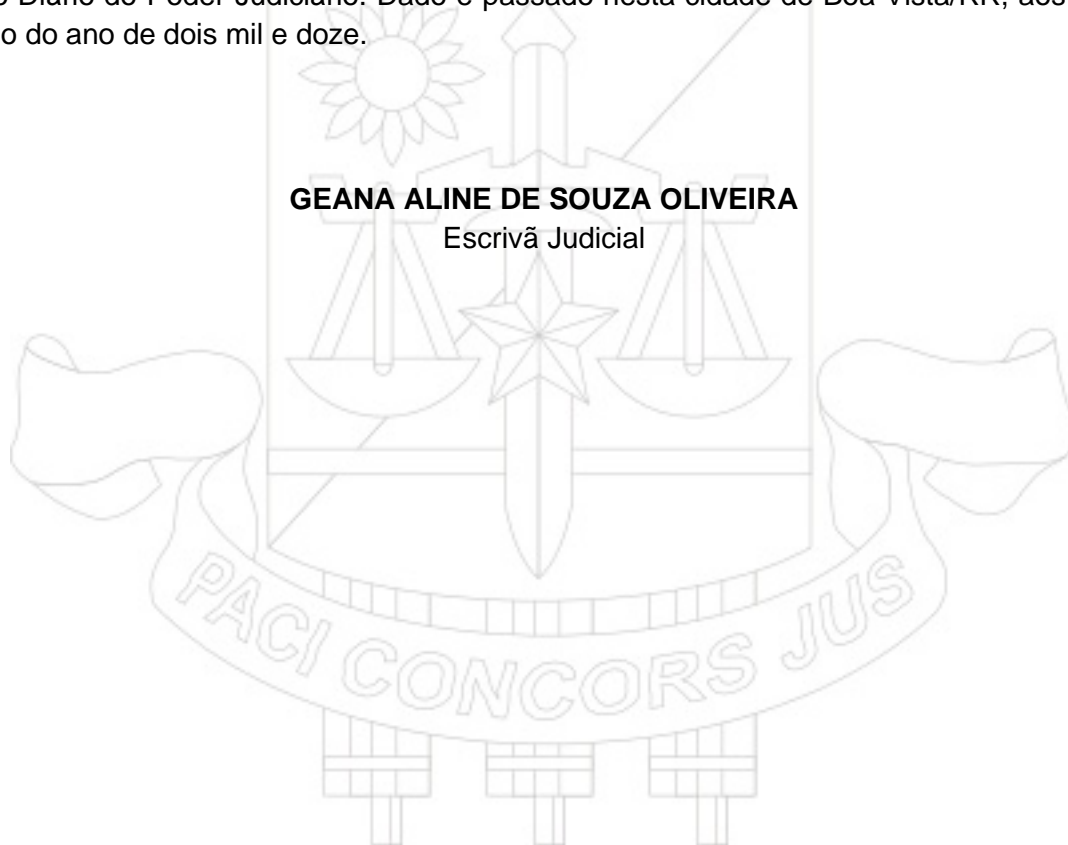 Diário do Poder Judiciário. Dado e passado nesta cidade de Boa Vista/RR, aos
o do ano de dois mil e doze.
GEANA ALINE DE SOUZA OLIVEIRA
Escrivã Judicial
PACI CONCORS JUS